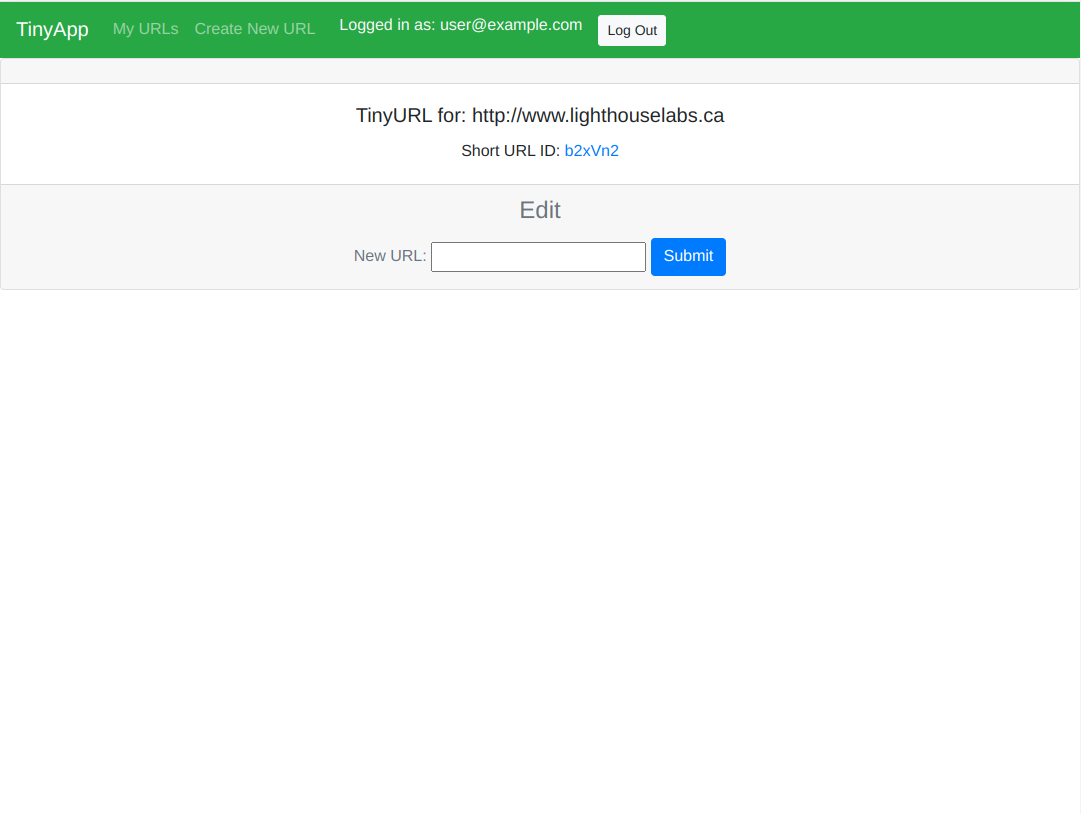 TinyApp My URLs Create New URL Logged in as: user@example.com Log Out
TinyURL for: http://www.lighthouselabs.ca
Short URL ID: b2xVn2
Edit
New URL: Submit